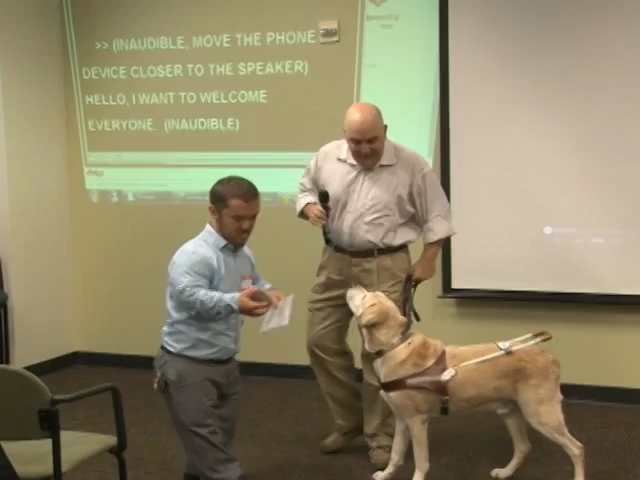 >> (INAUDIBLE, MOVE THE PHONE
DEVICE CLOSER TO THE SPEAKER)
HELLO, I WANT TO WELCOME
EVERYONE. (INAUDIBLE)